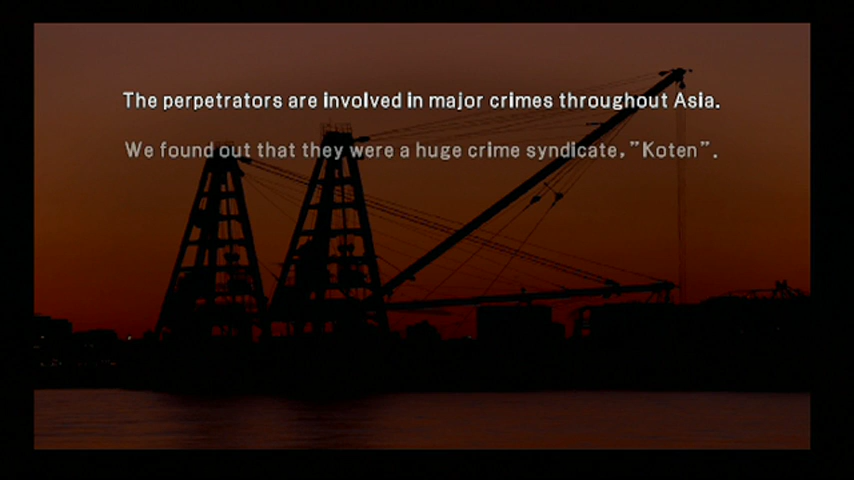 The perpetrators are involved in major crimes throughout Asia.
We found out that they were a huge crime syndicate, "Koten".